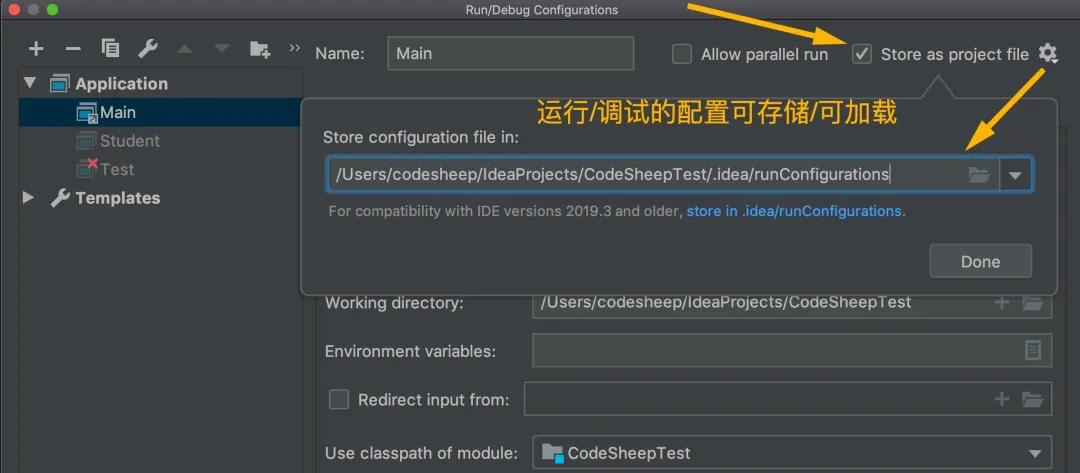 Run/Debug Configurations
Name: Main Allow parallel run Store as project file
Application
Main
Student
Test
Templates
运行/调试的配置可存储/可加载
Store configuration file in:
/Users/codesheep/IdeaProjects/CodeSheepTest/.idea/runConfigurations
For compatibility with IDE versions 2019.3 and older, store in .idea/runConfigurations.
Done
Working directory: /Users/codesheep/IdeaProjects/CodeSheepTest
Environment variables:
Redirect input from:
Use classpath of module: CodeSheepTest